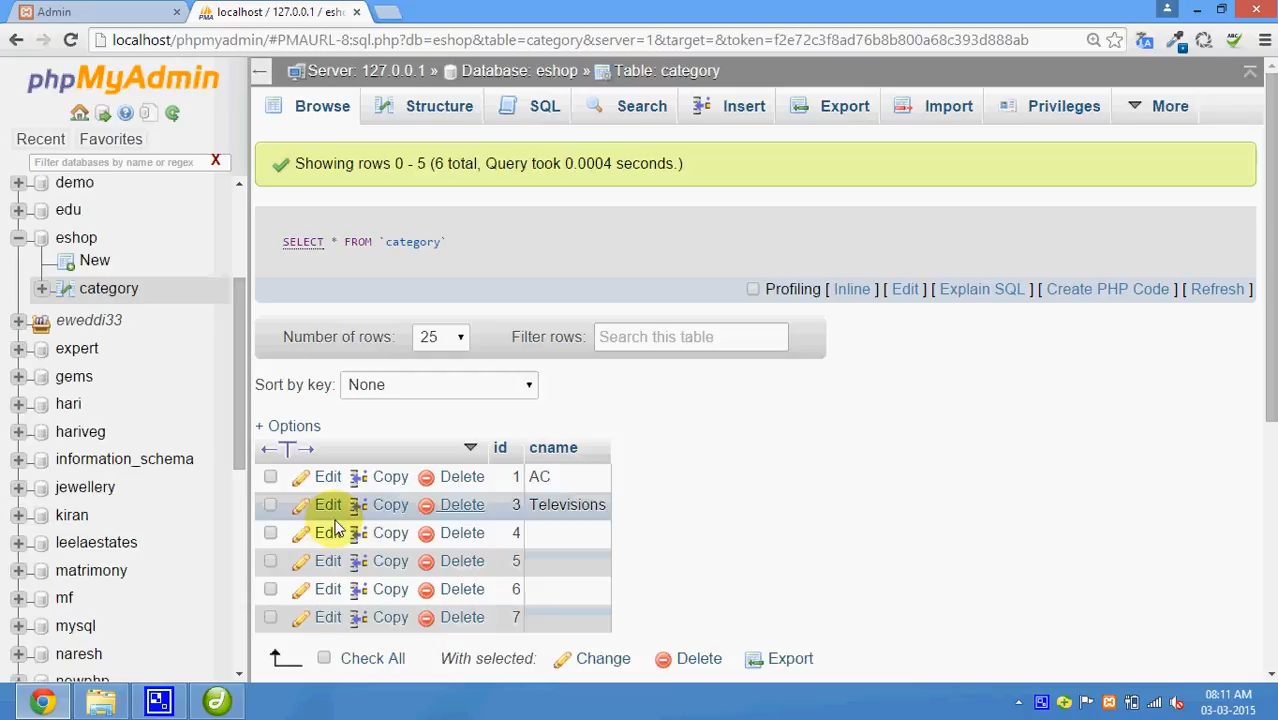 Admin
localhost / 127.0.0.1 / esh
localhost/phpmyadmin/#PMAURL-8:sql.php?db=eshop&table=category&server=1&target=&token=f2e72c3f8ad76b8b800a68c393d888ab
phpMyAdmin
Recent Favorites
Filter databases by name or regex X
demo
edu
eshop
New
category
eweddi33
expert
gems
hari
hariveg
information_schema
jewellery
kiran
leelaestates
matrimony
mf
mysql
naresh
Server: 127.0.0.1 » Database: eshop » Table: category
Browse Structure SQL Search Insert Export Import Privileges More
Showing rows 0 - 5 (6 total, Query took 0.0004 seconds.)
SELECT * FROM `category`
Profiling [ Inline ] [ Edit ] [ Explain SQL ] [ Create PHP Code ] [ Refresh ]
Number of rows: 25 Filter rows: Search this table
Sort by key: None
+ Options
id cname
Edit Copy Delete 1 AC
Edit Copy Delete 3 Televisions
Edit Copy Delete 4
Edit Copy Delete 5
Edit Copy Delete 6
Edit Copy Delete 7
Check All With selected: Change Delete Export
08:11 AM
03-03-2015